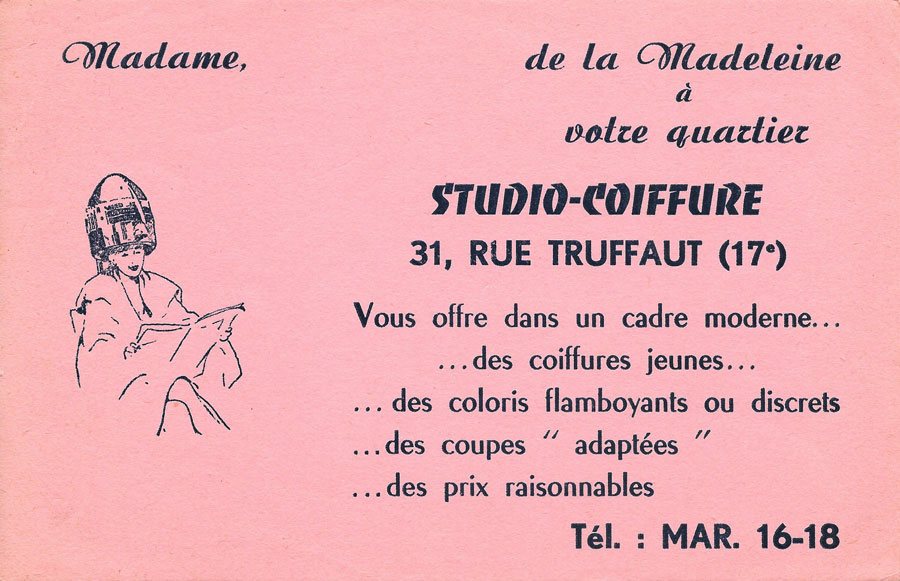 Madame,
de la Madeleine
à
votre quartier
STUDIO-COIFFURE
31, RUE TRUFFAUT (17e)
Vous offre dans un cadre moderne...
...des coiffures jeunes...
... des coloris flamboyants ou discrets
...des coupes " adaptées "
...des prix raisonnables
Tél. : MAR. 16-18